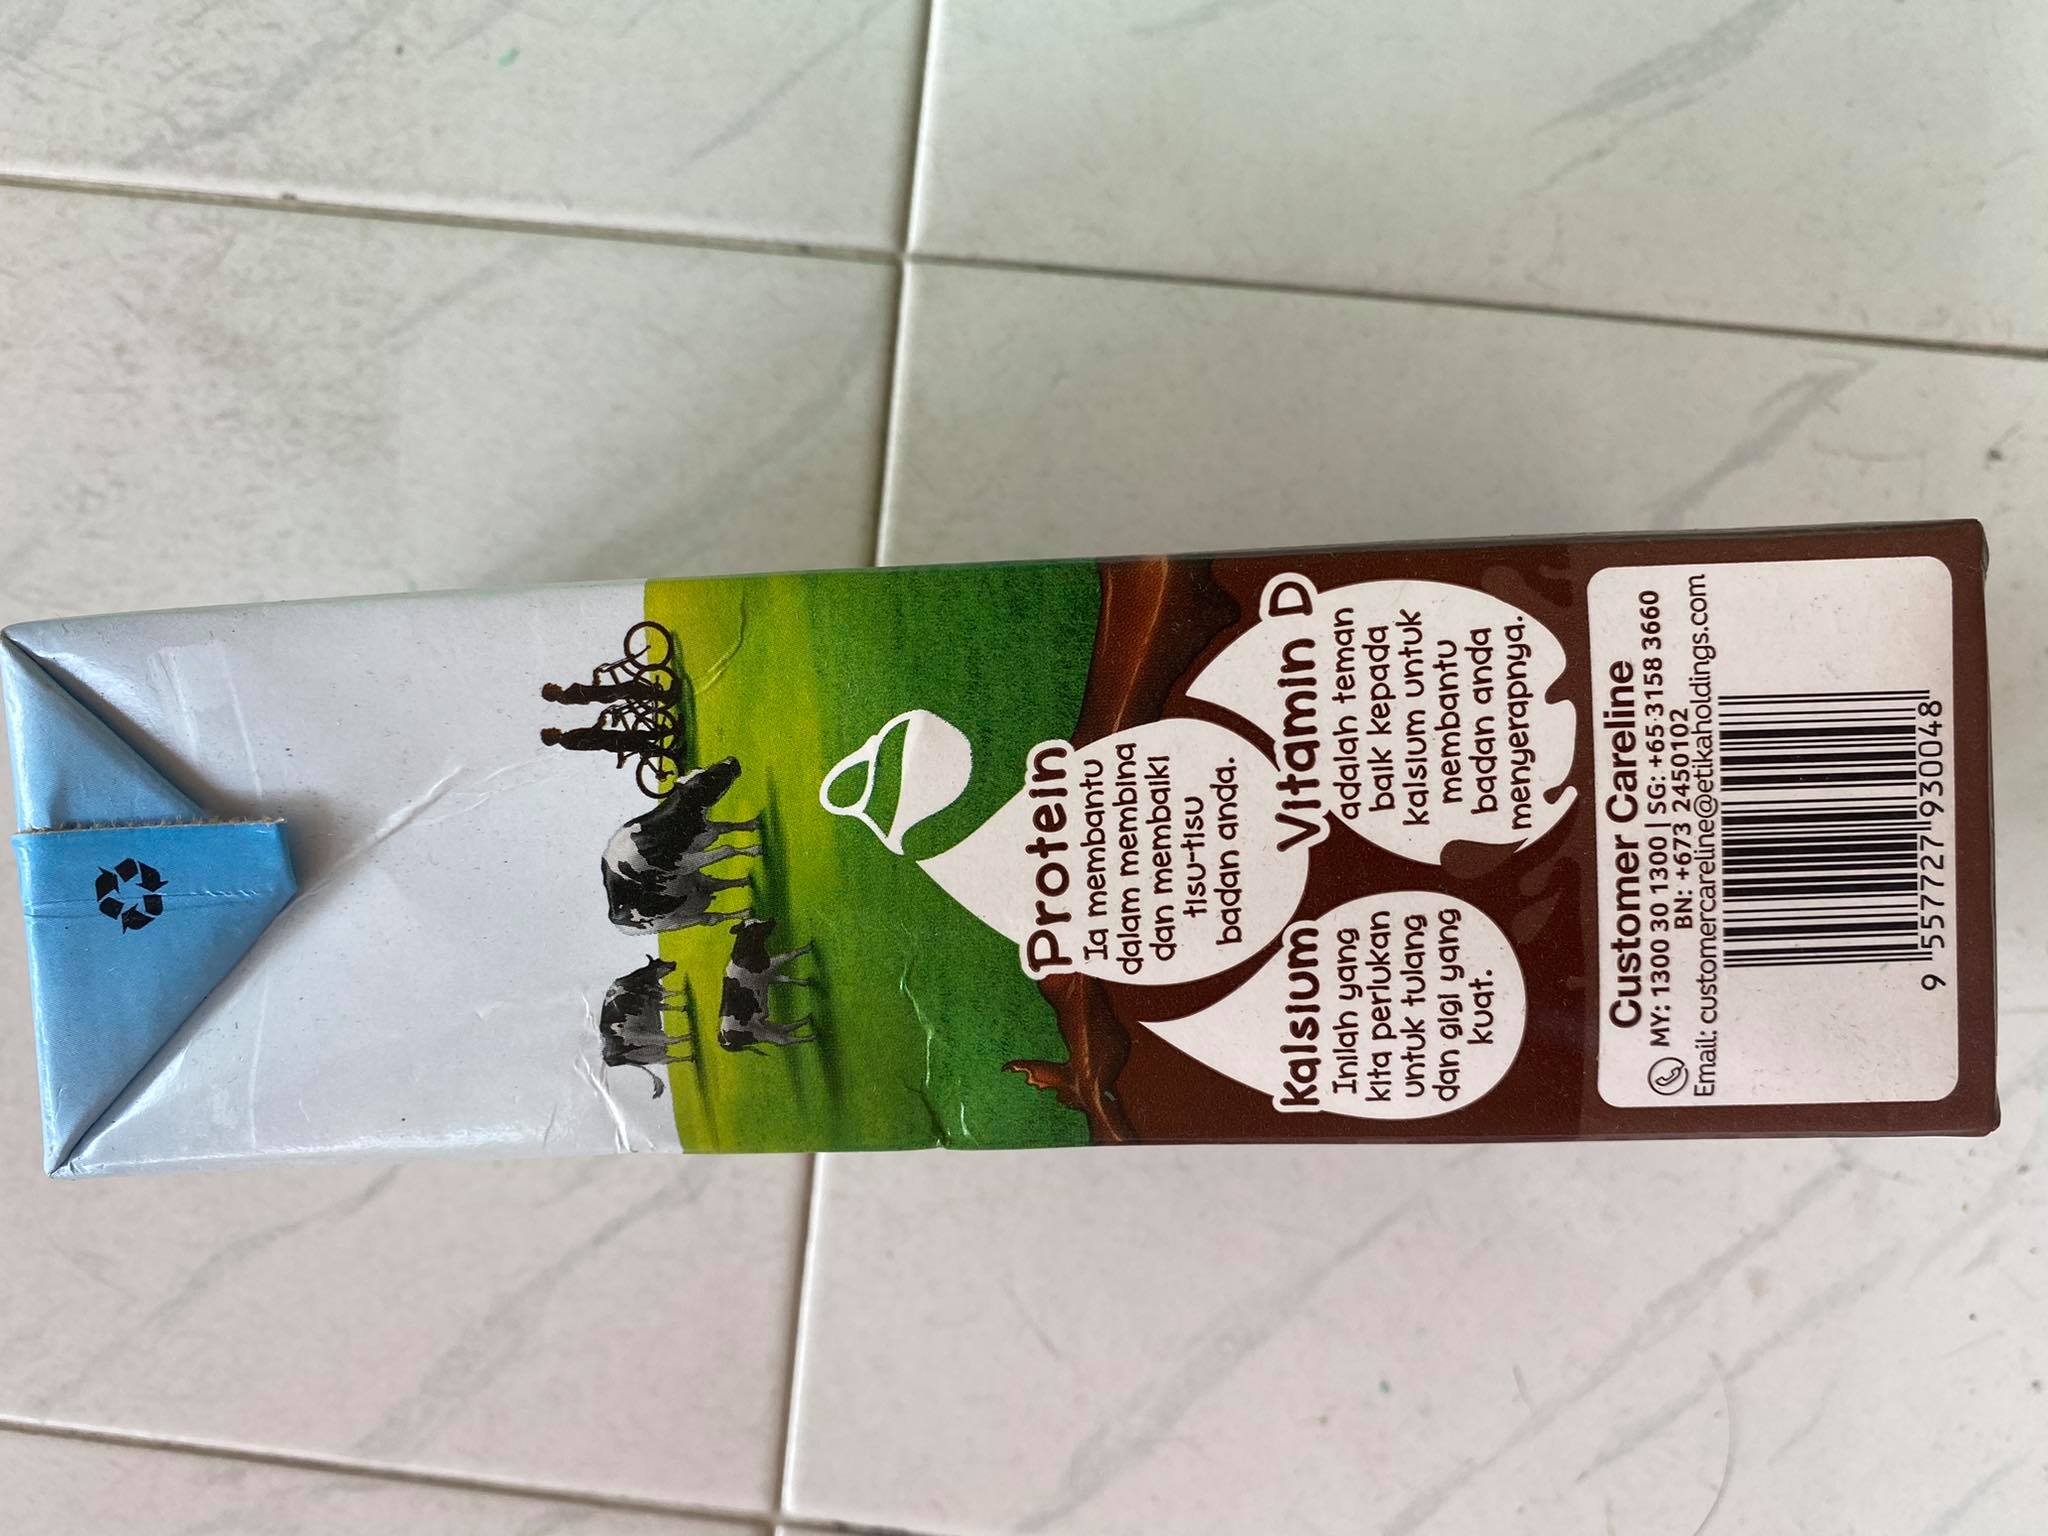 Protein
Ia membantu
dalam membina
dan membaiki
tisu-tisu
badan anda.
Kalsium
Inilah yang
kita perlukan
untuk tulang
dan gigi yang
kuat.
Vitamin D
adalah teman
baik kepada
kalsium untuk
membantu
badan anda
menyerapnya.
Customer Careline
MY: 1300 30 1300 | SG: +65-3158 3660
BN: +673 2450102
Email: customercareline@etikaholdings.com
9 557727 930048